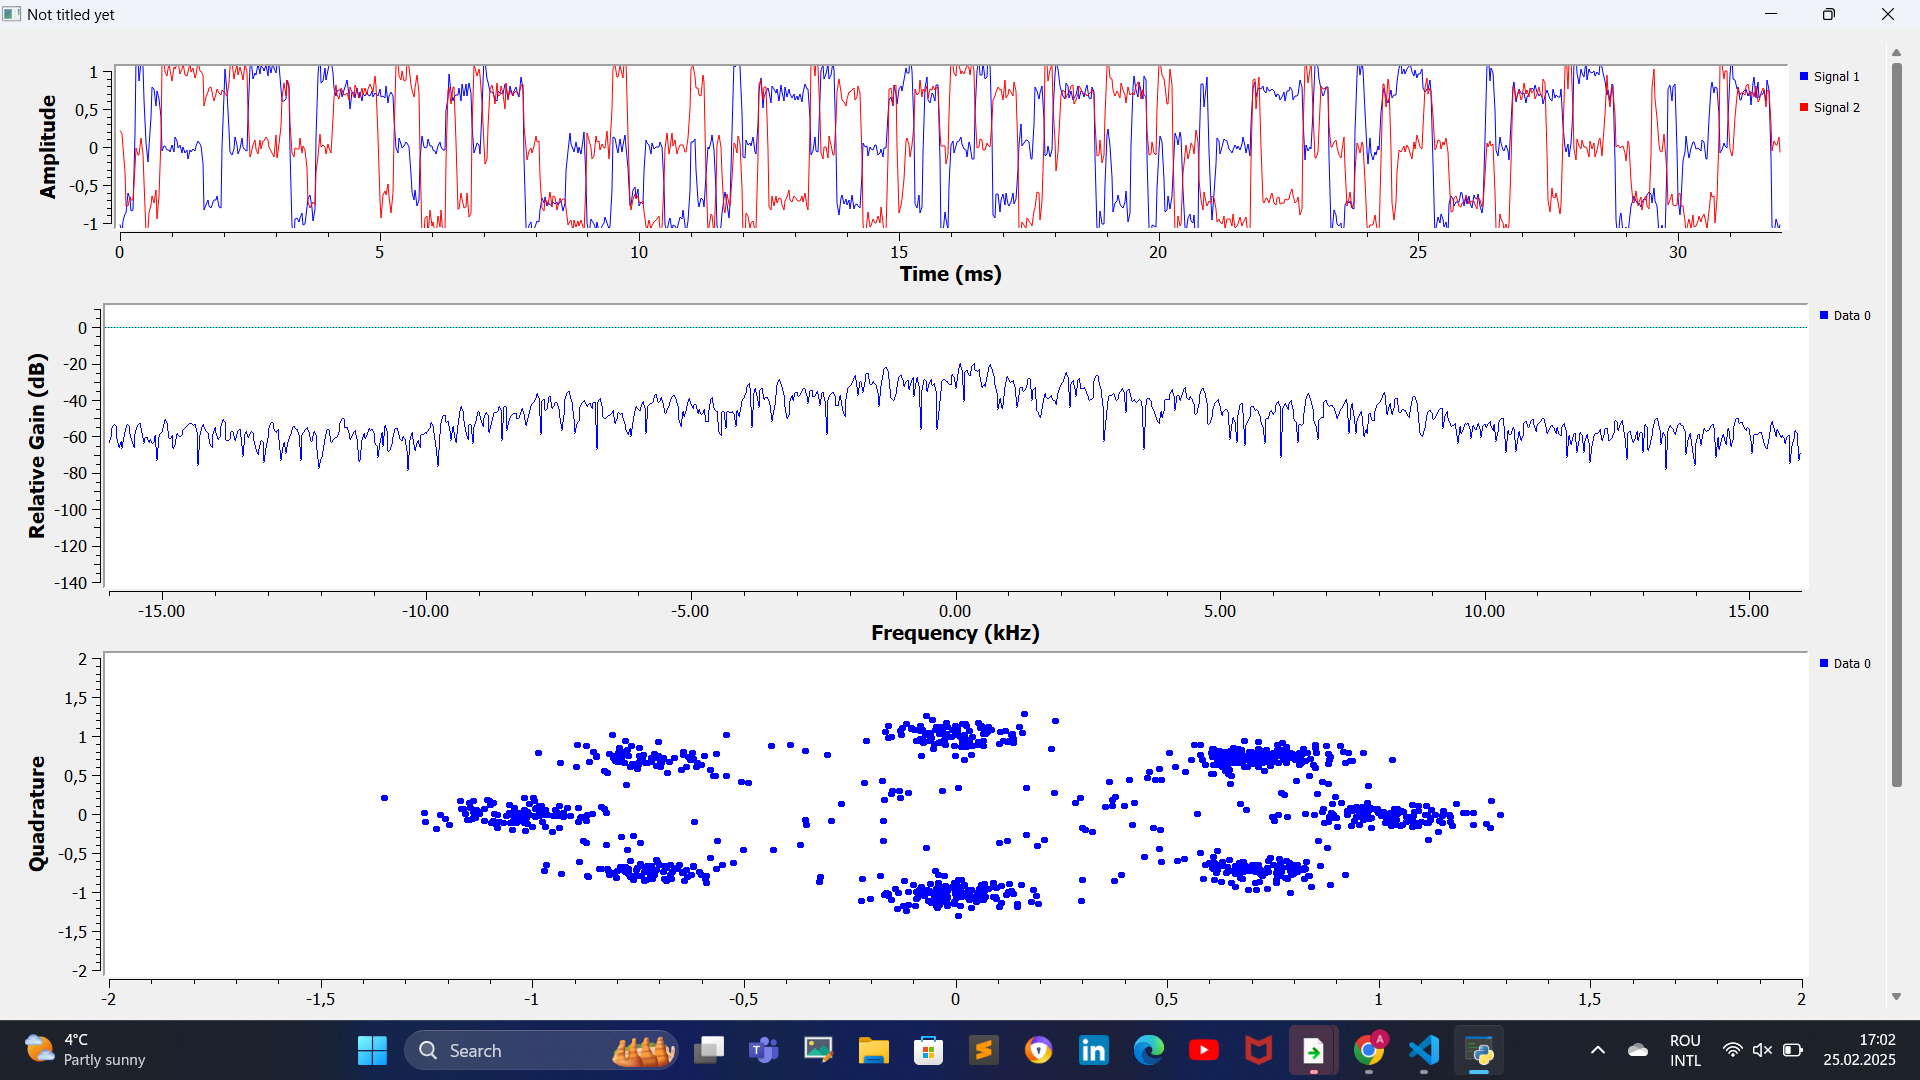 Not titled yet
Amplitude
1
0,5
0
-0,5
-1
0 5 10 15 20 25 30
Time (ms)
Signal 1
Signal 2
Relative Gain (dB)
0
-20
-40
-60
-80
-100
-120
-140
-15.00 -10.00 -5.00 0.00 5.00 10.00 15.00
Frequency (kHz)
Data 0
Quadrature
2
1,5
1
0,5
0
-0,5
-1
-1,5
-2
-2 -1,5 -1 -0,5 0 0,5 1 1,5 2
Data 0
4°C
Partly sunny
Search
A
ROU
INTL
17:02
25.02.2025